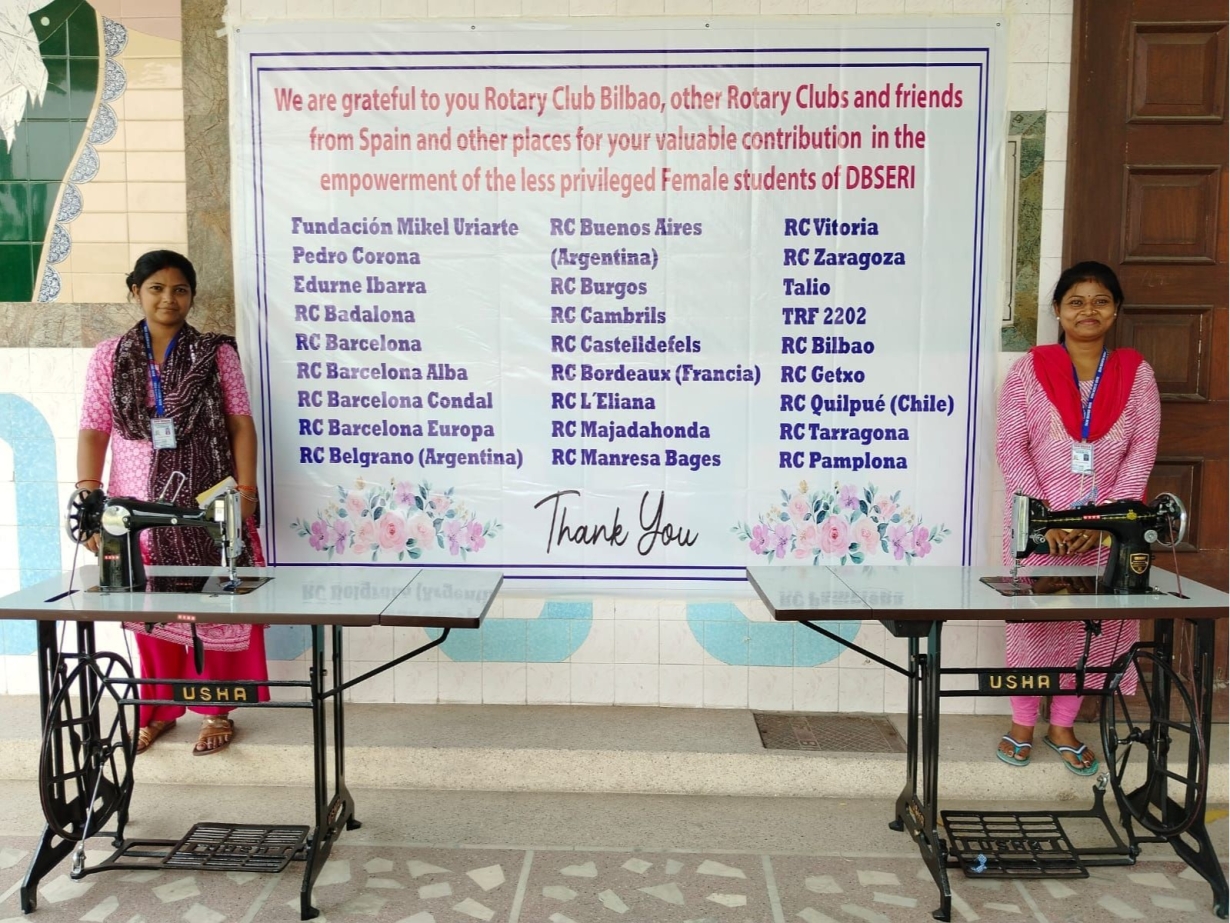 We are grateful to you Rotary Club Bilbao, other Rotary Clubs and friends
from Spain and other places for your valuable contribution in the
empowerment of the less privileged Female students of DBSERI
Fundación Mikel Uriarte
Pedro Corona
Edurne Ibarra
RC Badalona
RC Barcelona
RC Barcelona Alba
RC Barcelona Condal
RC Barcelona Europa
RC Belgrano (Argentina)
RC Buenos Aires
(Argentina)
RC Burgos
RC Cambrils
RC Castelldefels
RC Bordeaux (Francia)
RC L´Eliana
RC Majadahonda
RC Manresa Bages
RC Vitoria
RC Zaragoza
Talio
TRF 2202
RC Bilbao
RC Getxo
RC Quilpué (Chile)
RC Tarragona
RC Pamplona
Thank You
USHA
USHA